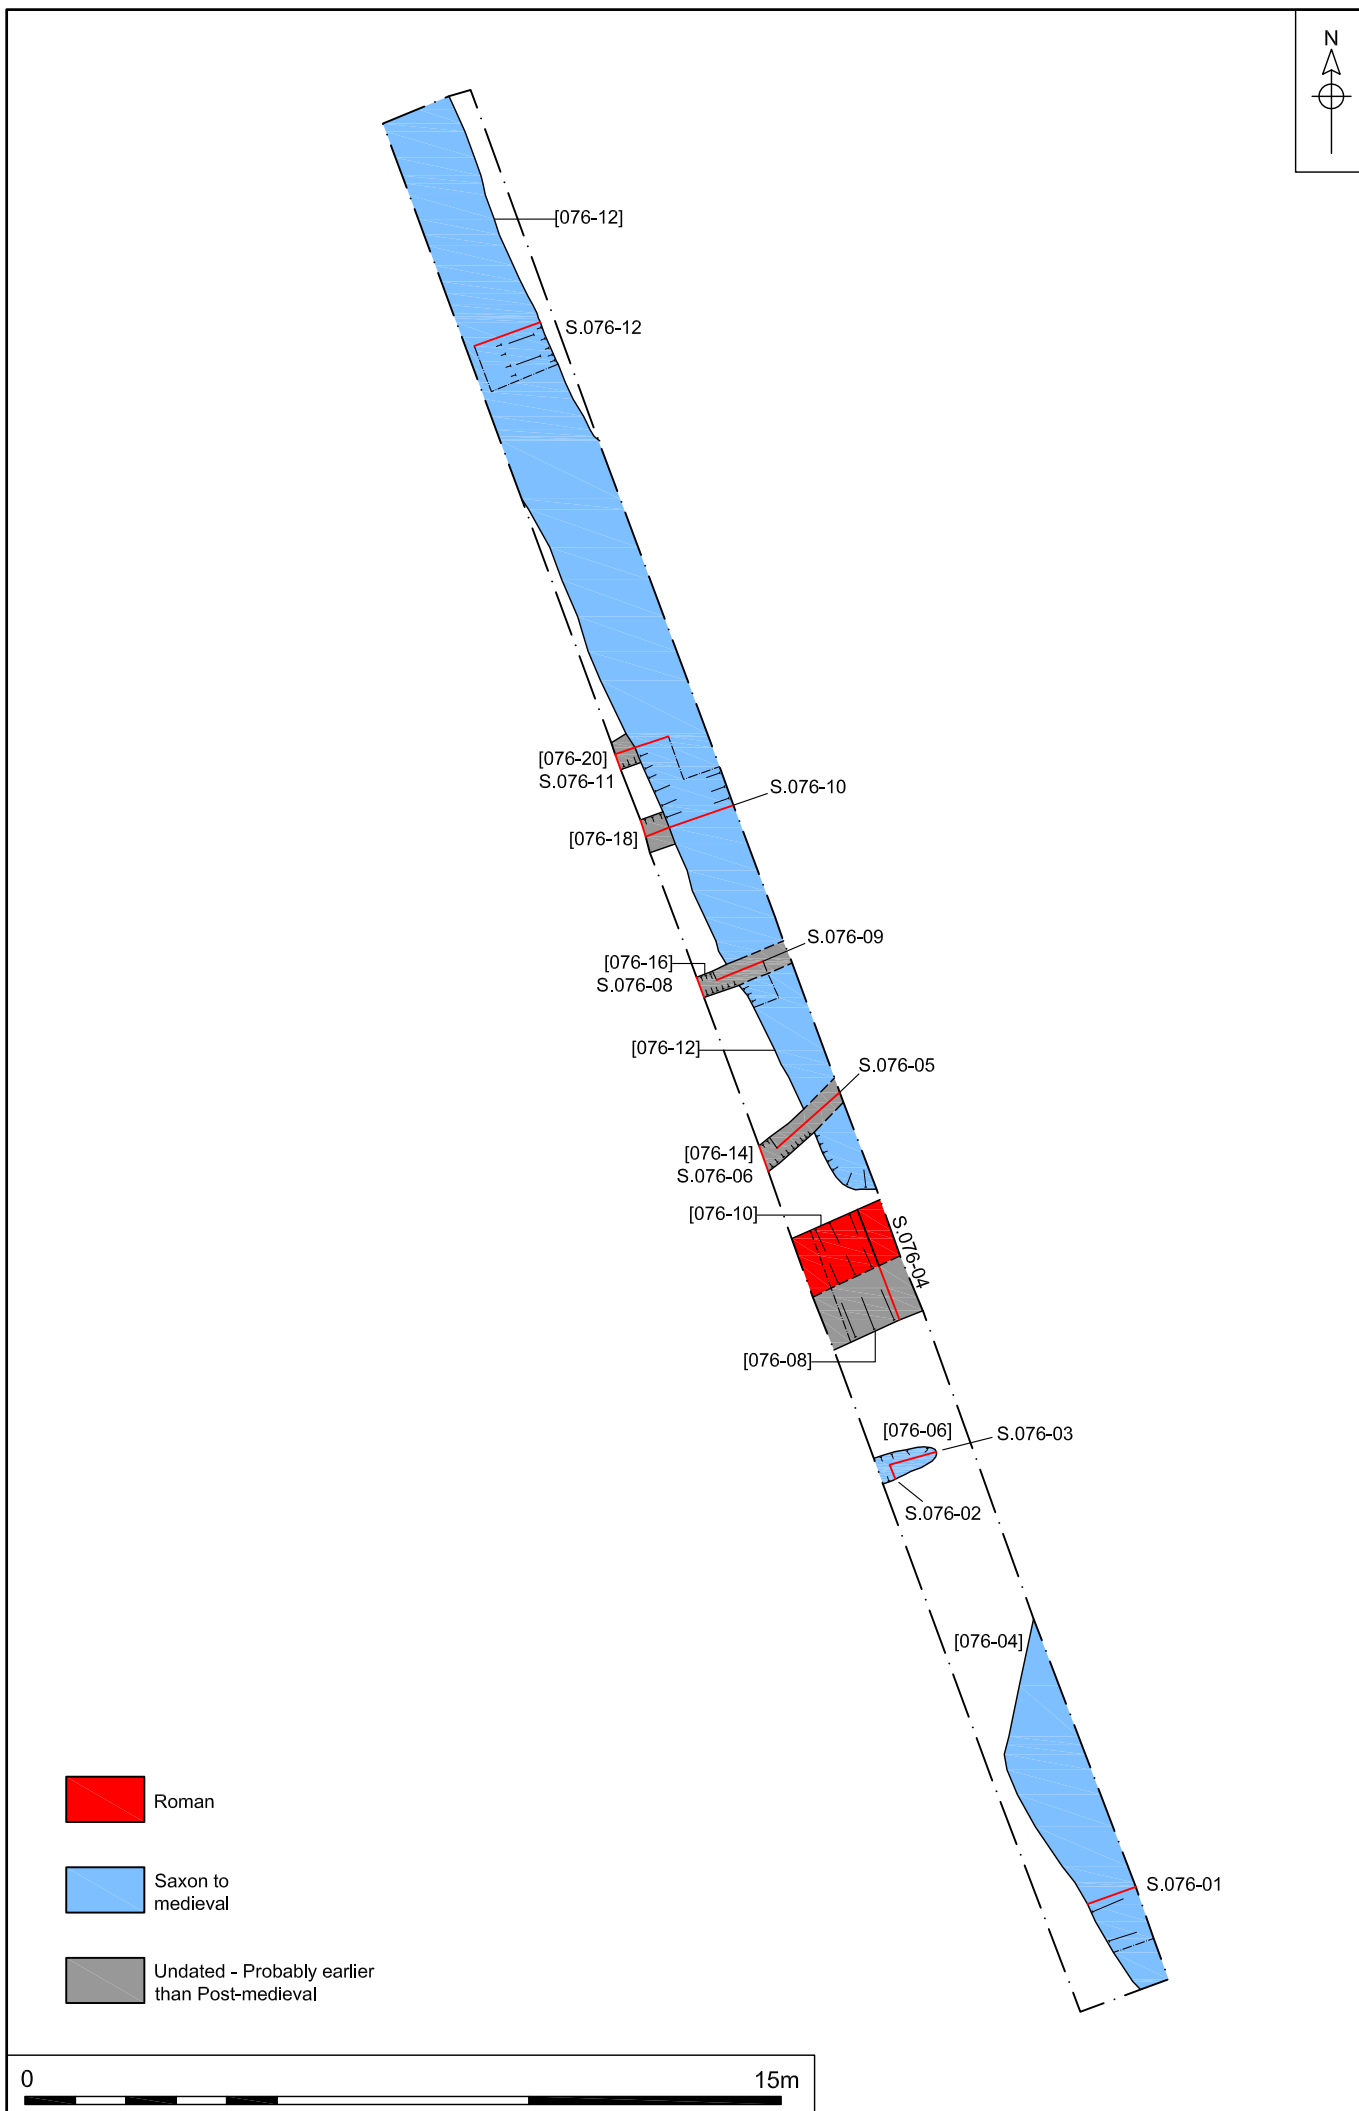 N
[076-12]
S.076-12
[076-20]
S.076-11
S.076-10
[076-18]
S.076-09
[076-16]
S.076-08
[076-12]
S.076-05
[076-14]
S.076-06
[076-10]
S.076-04
[076-08]
[076-06]
S.076-03
S.076-02
[076-04]
S.076-01
Roman
Saxon to
medieval
Undated - Probably earlier
than Post-medieval
0 15m